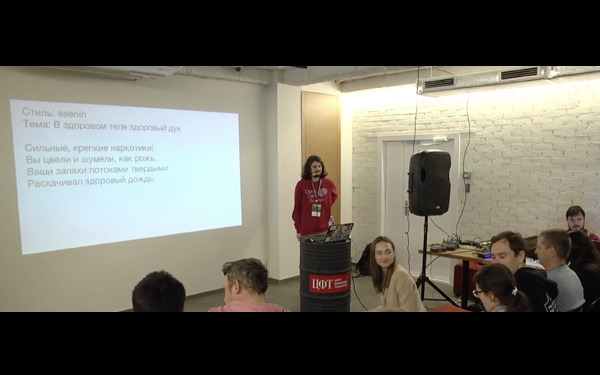 Стиль: esenin
Тема: В здоровом теле здоровый дух
Сильные, крепкие наркотики!
Вы цвели и шумели, как рожь,
Ваши запахи потоками твердыми
Раскачивал здоровый дождь.
ЦФТ